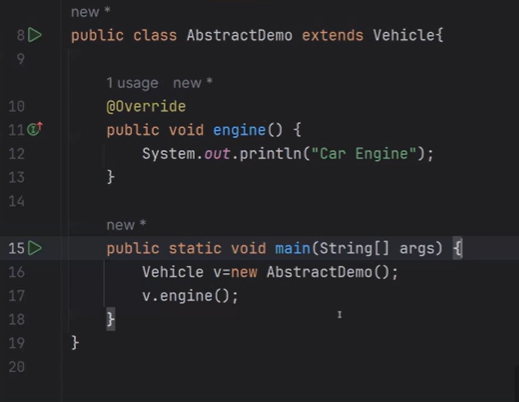 new *
8 public class AbstractDemo extends Vehicle{
9
1 usage new *
10 @Override
11 public void engine() {
12 System.out.println("Car Engine");
13 }
14
new *
15 public static void main(String[] args) {
16 Vehicle v=new AbstractDemo();
17 v.engine();
18 }
19 }
20